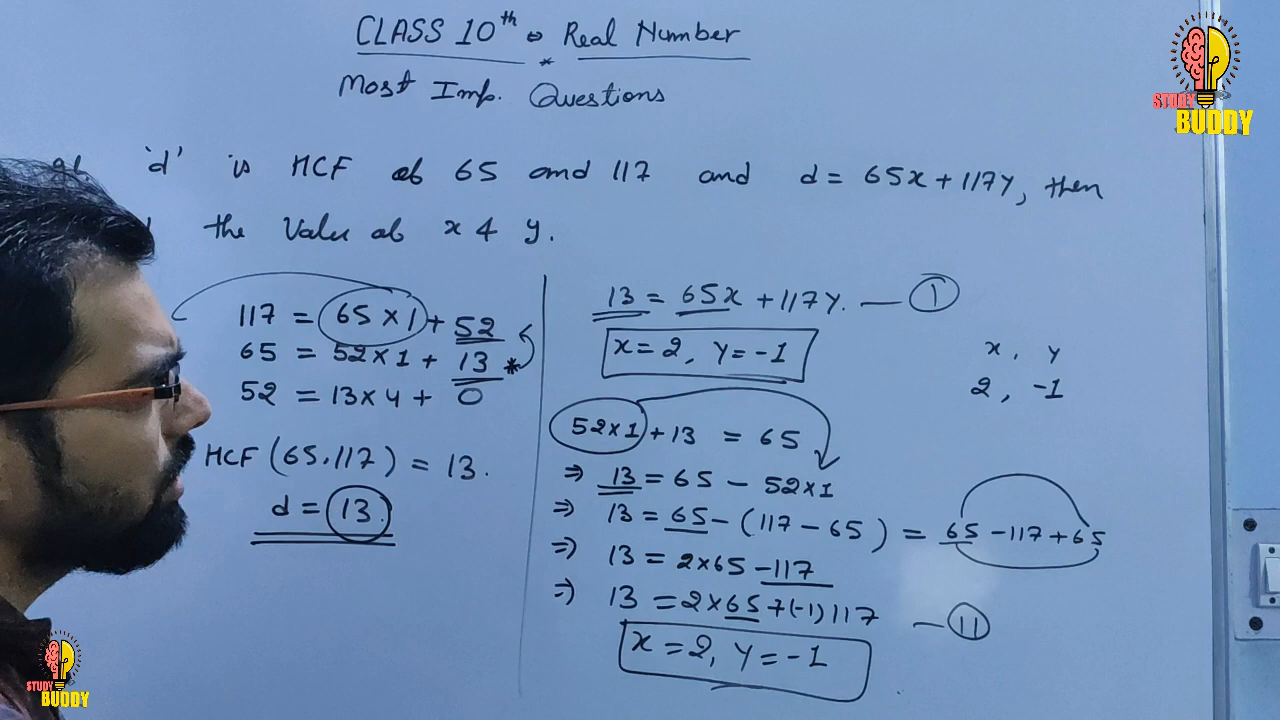 CLASS 10th Real Number
Most Imp. Questions
'd' is HCF of 65 and 117 and d = 65x + 117y, then
the Value of x & y.
117 = 65 × 1 + 52
65 = 52 × 1 + 13 *
52 = 13 × 4 + 0
HCF (65, 117) = 13.
d = 13
13 = 65x + 117y. — 1
x = 2, y = -1
x, y
2, -1
52×1 + 13 = 65
⇒ 13 = 65 - 52×1
⇒ 13 = 65 - (117 - 65) = 65 - 117 + 65
⇒ 13 = 2×65 - 117
⇒ 13 = 2×65 + (-1) 117 — 11
x = 2, y = -1
STUDY BUDDY
STUDY BUDDY